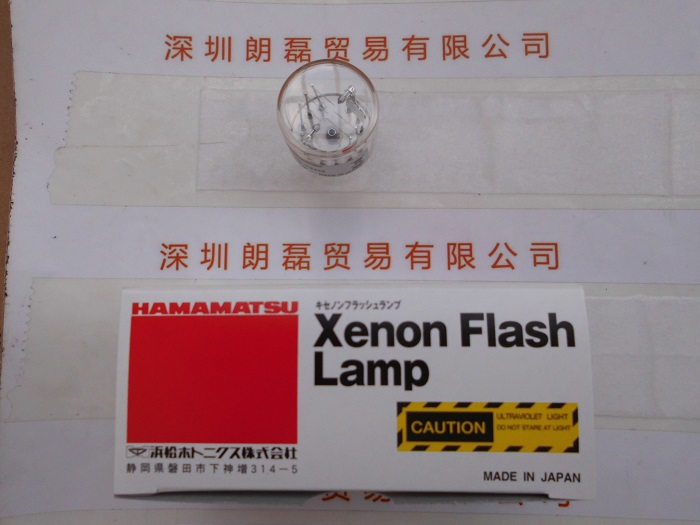 深圳朗磊贸易有限公司
深圳朗磊贸易有限公司
HAMAMATSU
キセノンフラッシュランプ
Xenon Flash
Lamp
CAUTION
ULTRAVIOLET LIGHT
DO NOT STARE AT LIGHT
浜松ホトニクス株式会社
静岡県磐田市下神増314-5
MADE IN JAPAN